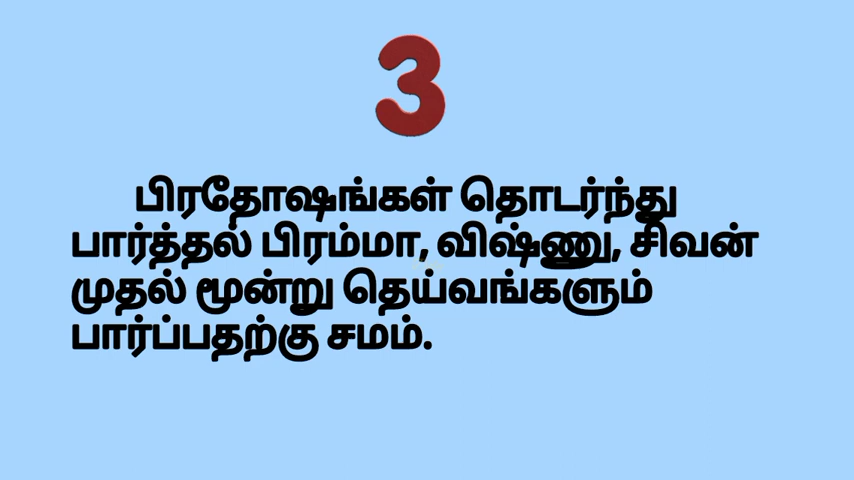 3
பிரதோஷங்கள் தொடர்ந்து
பார்த்தல் பிரம்மா, விஷ்ணு, சிவன்
முதல் மூன்று தெய்வங்களும்
பார்ப்பதற்கு சமம்.